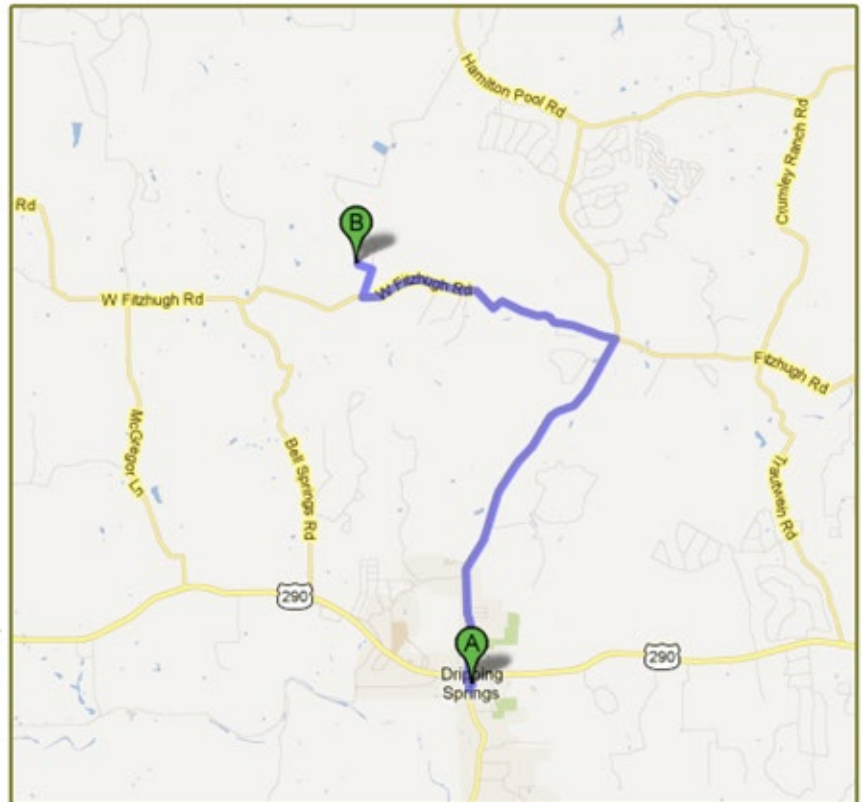 Hamilton Pool Rd
Crumley Ranch Rd
Rd
B
W Fitzhugh Rd
W Fitzhugh Rd
Fitzhugh Rd
McGregor Ln
Bell Springs Rd
Trautwein Rd
290
A
290
Dripping
Springs